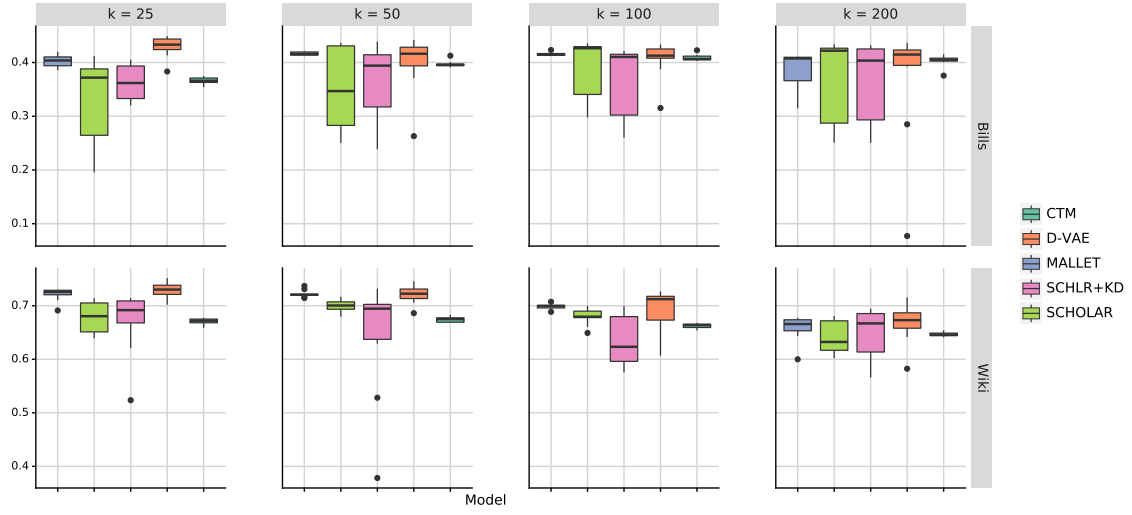 k = 25
k = 50
k = 100
k = 200
0.4
0.3
0.2
0.1
Bills
0.7
0.6
0.5
0.4
Wiki
Model
CTM
D-VAE
MALLET
SCHLR+KD
SCHOLAR